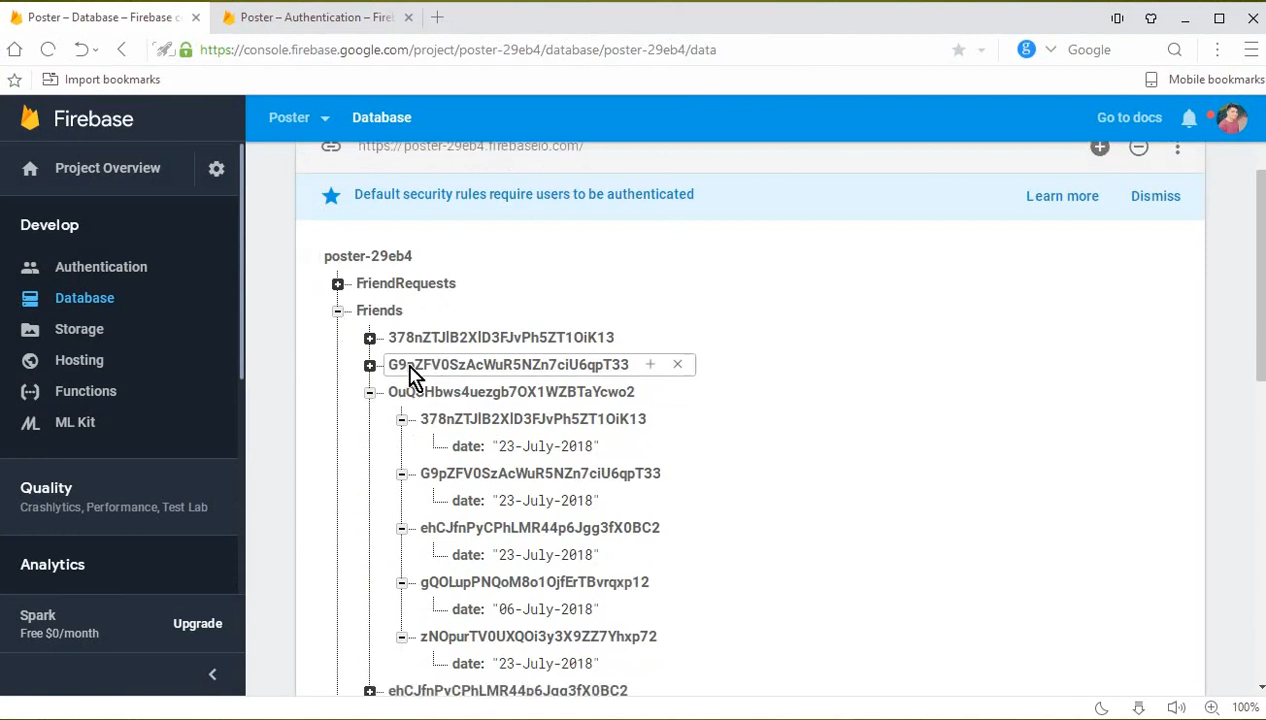 Poster – Database – Firebase c
Poster – Authentication – Fire
https://console.firebase.google.com/project/poster-29eb4/database/poster-29eb4/data
Google
Import bookmarks
Mobile bookmarks
Firebase
Poster
Database
Go to docs
Project Overview
https://poster-29eb4.firebaseio.com/
Default security rules require users to be authenticated
Learn more
Dismiss
Develop
Authentication
Database
Storage
Hosting
Functions
ML Kit
Quality
Crashlytics, Performance, Test Lab
Analytics
Spark
Free $0/month
Upgrade
poster-29eb4
FriendRequests
Friends
378nZTJlB2XlD3FJvPh5ZT1OiK13
G9pZFV0SzAcWuR5NZn7ciU6qpT33
378nZTJlB2XlD3FJvPh5ZT1OiK13
date: "23-July-2018"
G9pZFV0SzAcWuR5NZn7ciU6qpT33
date: "23-July-2018"
ehCJfnPyCPhLMR44p6Jgg3fX0BC2
date: "23-July-2018"
gQOLupPNQoM8o1OjfErTBvrqxp12
date: "06-July-2018"
zNOpurTV0UXQOi3y3X9ZZ7Yhxp72
date: "23-July-2018"
ehCJfnPyCPhLMR44p6Jgg3fX0BC2
100%